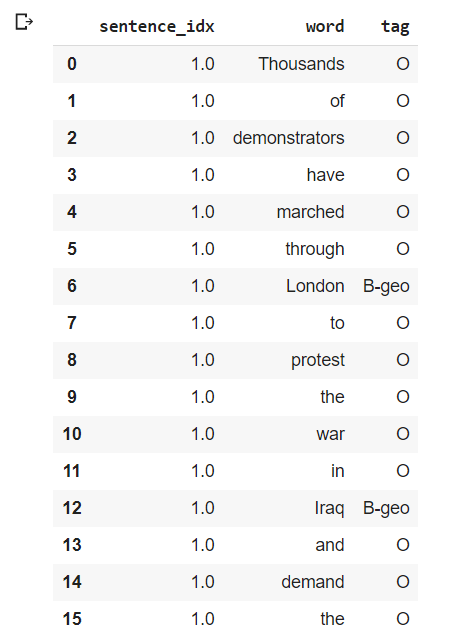 sentence_idx word tag
0 1.0 Thousands O
1 1.0 of O
2 1.0 demonstrators O
3 1.0 have O
4 1.0 marched O
5 1.0 through O
6 1.0 London B-geo
7 1.0 to O
8 1.0 protest O
9 1.0 the O
10 1.0 war O
11 1.0 in O
12 1.0 Iraq B-geo
13 1.0 and O
14 1.0 demand O
15 1.0 the O